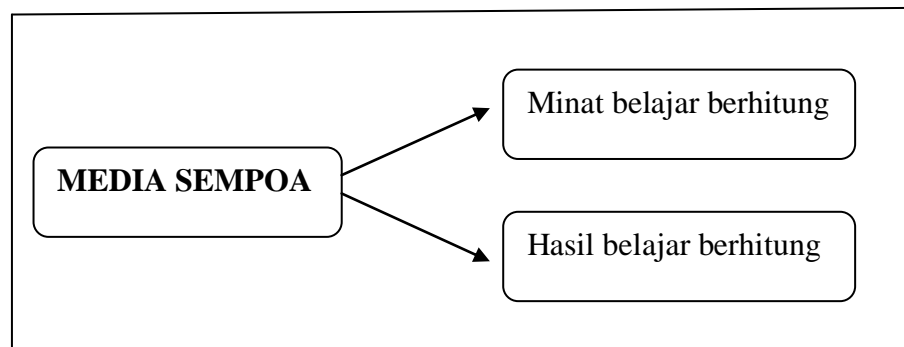 Minat belajar berhitung
MEDIA SEMPOA
Hasil belajar berhitung